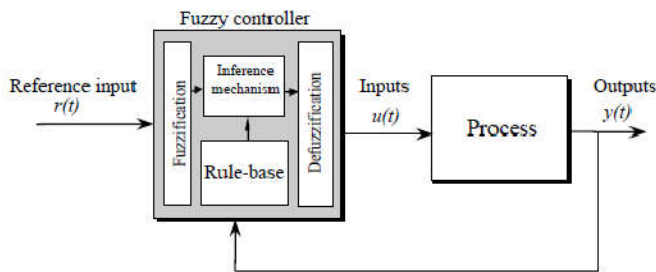 Fuzzy controller
Reference input
r(t)
Fuzzification
Inference
mechanism
Rule-base
Defuzzification
Inputs
u(t)
Process
Outputs
y(t)